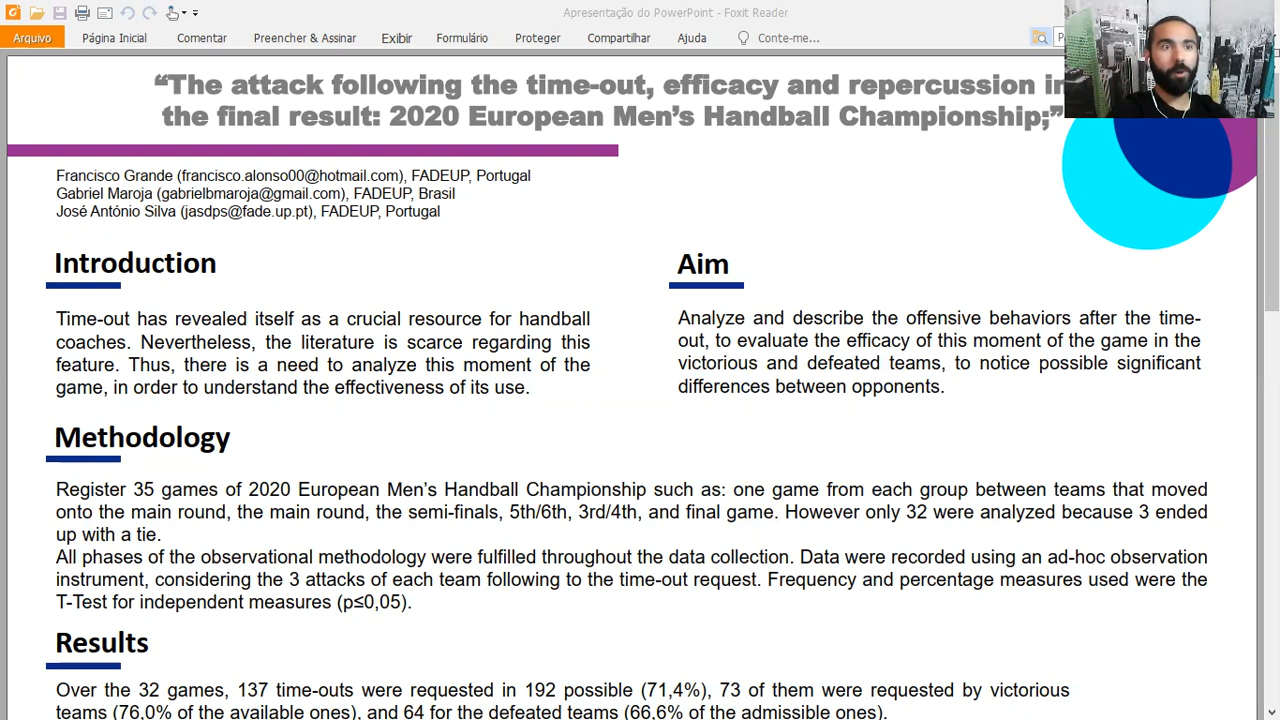 Apresentação do PowerPoint - Foxit Reader
Arquivo Página Inicial Comentar Preencher & Assinar Exibir Formulário Proteger Compartilhar Ajuda Conte-me...
“The attack following the time-out, efficacy and repercussion in
the final result: 2020 European Men’s Handball Championship;”
Francisco Grande (francisco.alonso00@hotmail.com), FADEUP, Portugal
Gabriel Maroja (gabrielbmaroja@gmail.com), FADEUP, Brasil
José António Silva (jasdps@fade.up.pt), FADEUP, Portugal
Introduction
Time-out has revealed itself as a crucial resource for handball
coaches. Nevertheless, the literature is scarce regarding this
feature. Thus, there is a need to analyze this moment of the
game, in order to understand the effectiveness of its use.
Aim
Analyze and describe the offensive behaviors after the time-
out, to evaluate the efficacy of this moment of the game in the
victorious and defeated teams, to notice possible significant
differences between opponents.
Methodology
Register 35 games of 2020 European Men’s Handball Championship such as: one game from each group between teams that moved
onto the main round, the main round, the semi-finals, 5th/6th, 3rd/4th, and final game. However only 32 were analyzed because 3 ended
up with a tie.
All phases of the observational methodology were fulfilled throughout the data collection. Data were recorded using an ad-hoc observation
instrument, considering the 3 attacks of each team following to the time-out request. Frequency and percentage measures used were the
T-Test for independent measures (p≤0,05).
Results
Over the 32 games, 137 time-outs were requested in 192 possible (71,4%), 73 of them were requested by victorious
teams (76,0% of the available ones), and 64 for the defeated teams (66,6% of the admissible ones).